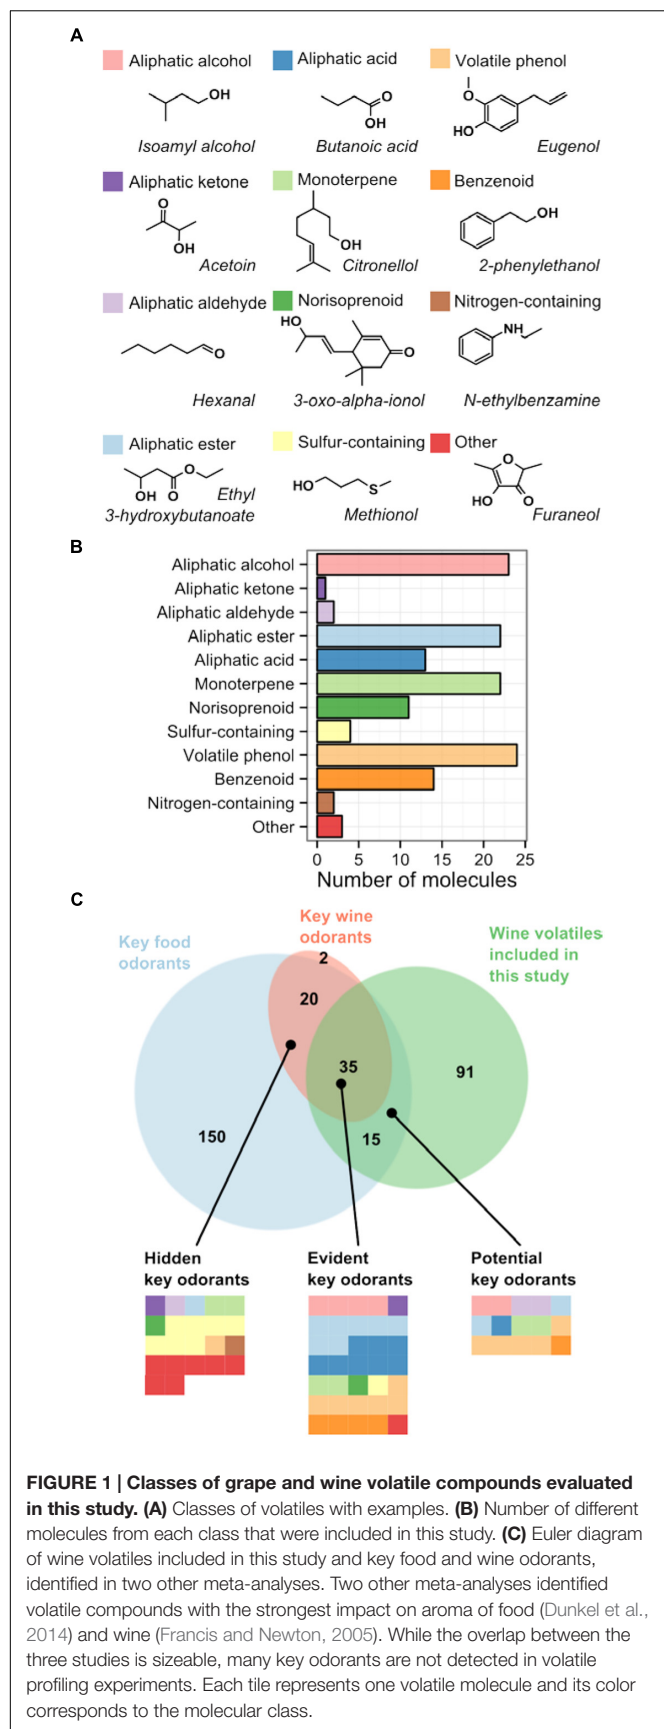 A
Aliphatic alcohol
Aliphatic acid
Volatile phenol
OH
O
OH
O
HO
Isoamyl alcohol
Butanoic acid
Eugenol
Aliphatic ketone
Monoterpene
Benzenoid
O
OH
OH
OH
Acetoin
Citronellol
2-phenylethanol
Aliphatic aldehyde
Norisoprenoid
Nitrogen-containing
O
HO
O
NH
Hexanal
3-oxo-alpha-ionol
N-ethylbenzamine
Aliphatic ester
Sulfur-containing
Other
OH
O
O
HO
S
O
HO
O
Ethyl
3-hydroxybutanoate
Methionol
Furaneol
B
Aliphatic alcohol
Aliphatic ketone
Aliphatic aldehyde
Aliphatic ester
Aliphatic acid
Monoterpene
Norisoprenoid
Sulfur-containing
Volatile phenol
Benzenoid
Nitrogen-containing
Other
0 5 10 15 20 25
Number of molecules
C
Key food
odorants
Key wine
odorants
Wine volatiles
included in
this study
2
20
35
91
150
15
Hidden
key odorants
Evident
key odorants
Potential
key odorants
FIGURE 1 | Classes of grape and wine volatile compounds evaluated
in this study. (A) Classes of volatiles with examples. (B) Number of different
molecules from each class that were included in this study. (C) Euler diagram
of wine volatiles included in this study and key food and wine odorants,
identified in two other meta-analyses. Two other meta-analyses identified
volatile compounds with the strongest impact on aroma of food (Dunkel et al.,
2014) and wine (Francis and Newton, 2005). While the overlap between the
three studies is sizeable, many key odorants are not detected in volatile
profiling experiments. Each tile represents one volatile molecule and its color
corresponds to the molecular class.